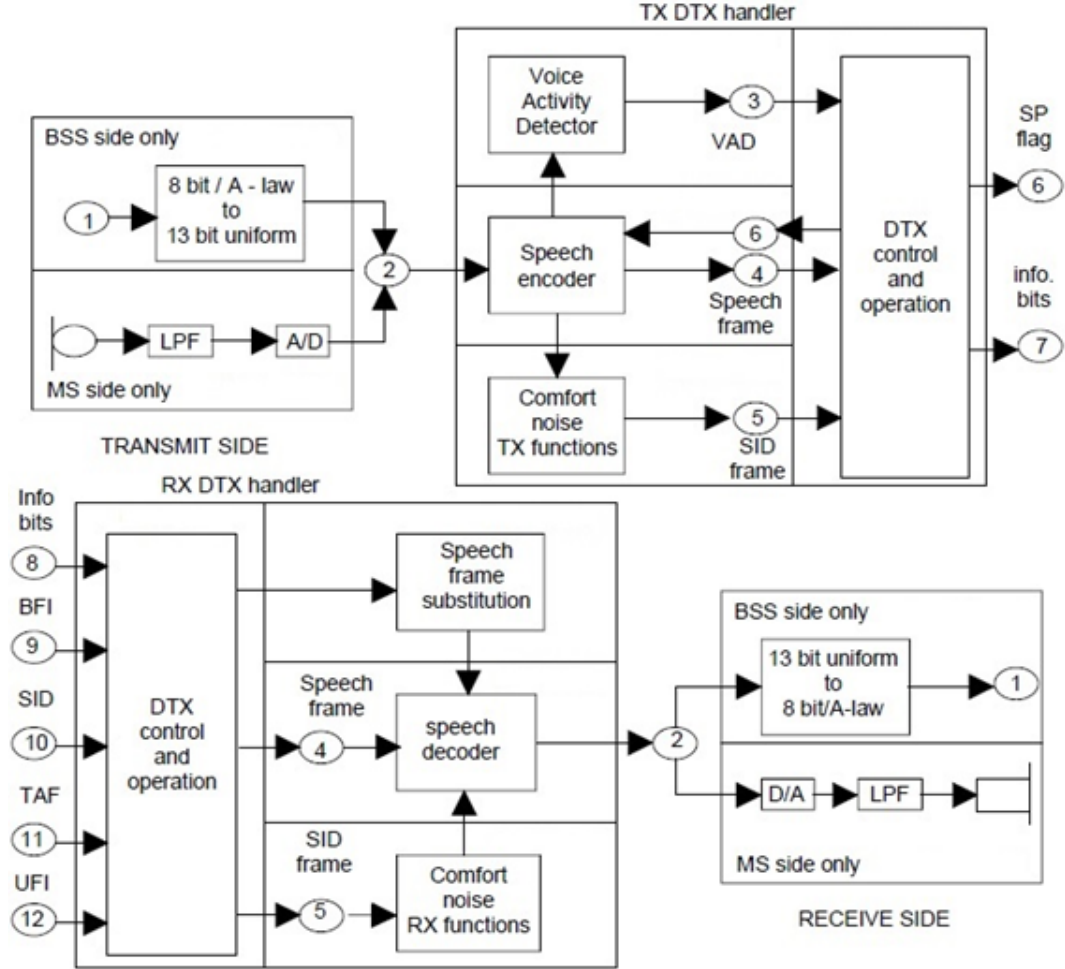 TX DTX handler
BSS side only
1
8 bit / A - law
to
13 bit uniform
2
LPF
A/D
MS side only
TRANSMIT SIDE
Voice
Activity
Detector
3
VAD
Speech
encoder
6
4
Speech
frame
Comfort
noise
TX functions
5
SID
frame
DTX
control
and
operation
SP
flag
6
info.
bits
7
RX DTX handler
Info
bits
8
BFI
9
SID
10
TAF
11
UFI
12
DTX
control
and
operation
Speech
frame
substitution
Speech
frame
4
speech
decoder
SID
frame
5
Comfort
noise
RX functions
2
BSS side only
13 bit uniform
to
8 bit/A-law
1
D/A
LPF
MS side only
RECEIVE SIDE